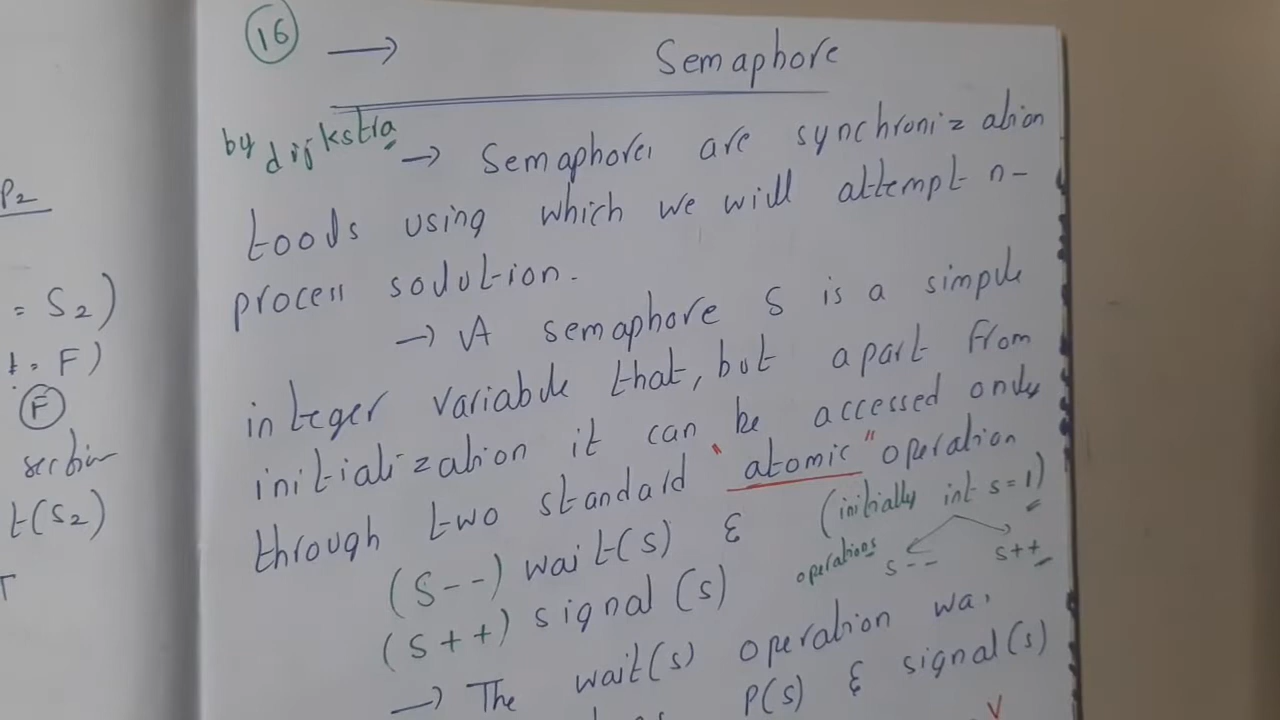 16 → Semaphore
by dijkstra → Semaphores are synchronization
tools using which we will attempt n-
process solution.
→ A semaphore S is a simple
integer variable that, but apart from
initialization it can be accessed only
through two standard "atomic" operation
(S--) wait(s) & (initially int s=1)
operations s-- s++
(S++) signal(s)
→ The wait(s) operation wa
P(s) & signal(s)
V
P2
= S2)
= F)
F
section
t(S2)